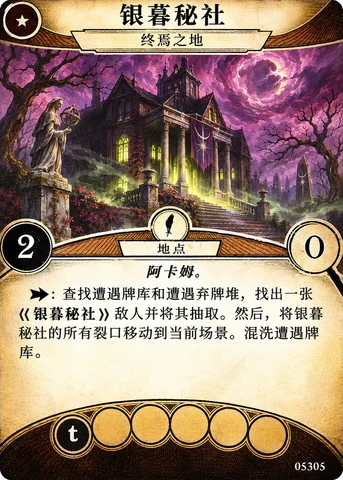 银暮秘社
终焉之地
2
地点
0
阿卡姆。
：查找遭遇牌库和遭遇弃牌堆，找出一张
《银暮秘社》敌人并将其抽取。然后，将银暮
秘社的所有裂口移动到当前场景。混洗遭遇牌
库。
t
05305